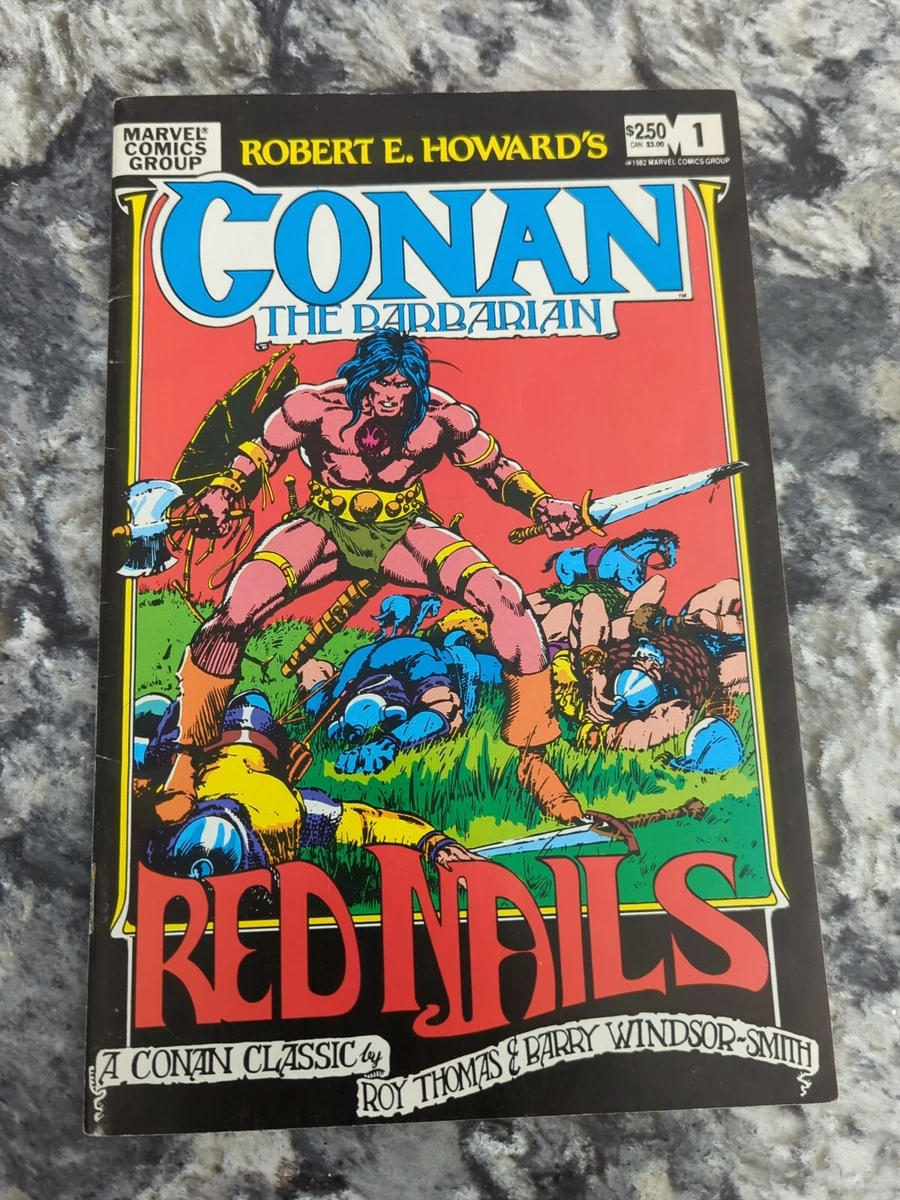 MARVEL® COMICS GROUP
ROBERT E. HOWARD'S
$2.50
CAN. $3.00
M 1
© 1982 MARVEL COMICS GROUP
CONAN™
THE BARBARIAN
RED NAILS
A CONAN CLASSIC by
ROY THOMAS & BARRY WINDSOR-SMITH